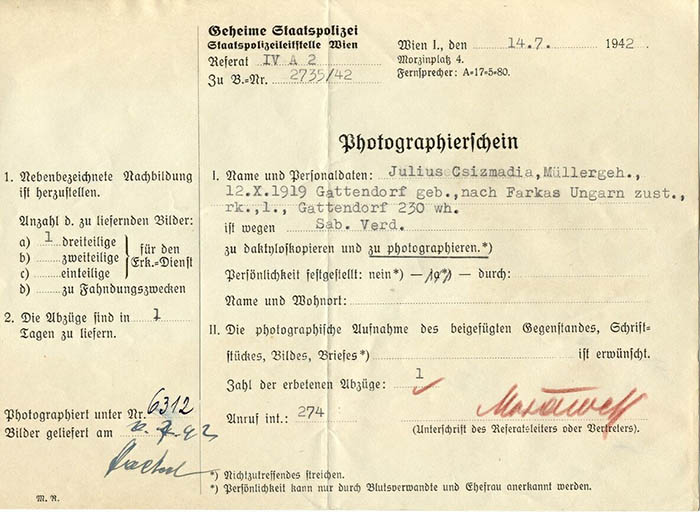 Geheime Staatspolizei
Staatspolizeileitstelle Wien
Referat IV A 2
Zu B.=Nr. 2735/42
Wien I., den 14.7. 1942
Morzinplatz 4.
Fernsprecher: A=17=5=80.
Photographierschein
1. Nebenbezeichnete Nachbildung
ist herzustellen.
Anzahl d. zu liefernden Bilder:
a) 1 dreiteilige
b) zweiteilige
c) einteilige
für den
Erk.=Dienst
d) zu Fahndungszwecken
2. Die Abzüge sind in 1
Tagen zu liefern.
Photographiert unter Nr. 6312
Bilder geliefert am
M. R.
I. Name und Personaldaten: Julius Csizmadia, Müllergeh.,
12.X.1919 Gattendorf geb., nach Farkas Ungarn zust.,
rk., l., Gattendorf 230 wh.
ist wegen Sab. Verd.
zu daktyloskopieren und zu photographieren.*)
Persönlichkeit festgestellt: nein*) — — durch:
Name und Wohnort:
II. Die photographische Aufnahme des beigefügten Gegenstandes, Schrift=
stückes, Bildes, Briefes*) ist erwünscht.
Zahl der erbetenen Abzüge: 1
Anruf int.: 274
(Unterschrift des Referatsleiters oder Vertreters).
*) Nichtzutreffendes streichen.
*) Persönlichkeit kann nur durch Blutsverwandte und Ehefrau anerkannt werden.